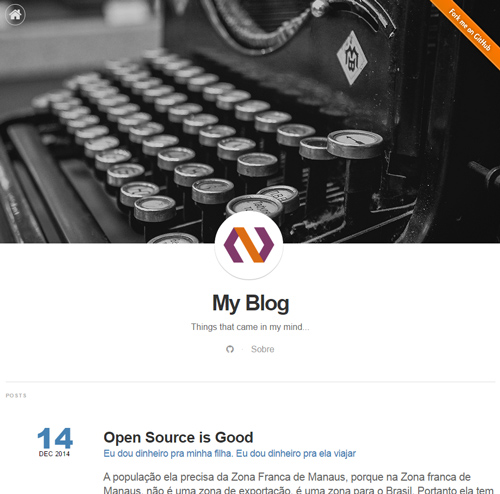 Fork me on GitHub
My Blog
Things that came in my mind...
Sobre
POSTS
14
DEC 2014
Open Source is Good
Eu dou dinheiro pra minha filha. Eu dou dinheiro pra ela viajar
A população ela precisa da Zona Franca de Manaus, porque na Zona franca de
Manaus, não é uma zona de exportação, é uma zona para o Brasil. Portanto ela tem